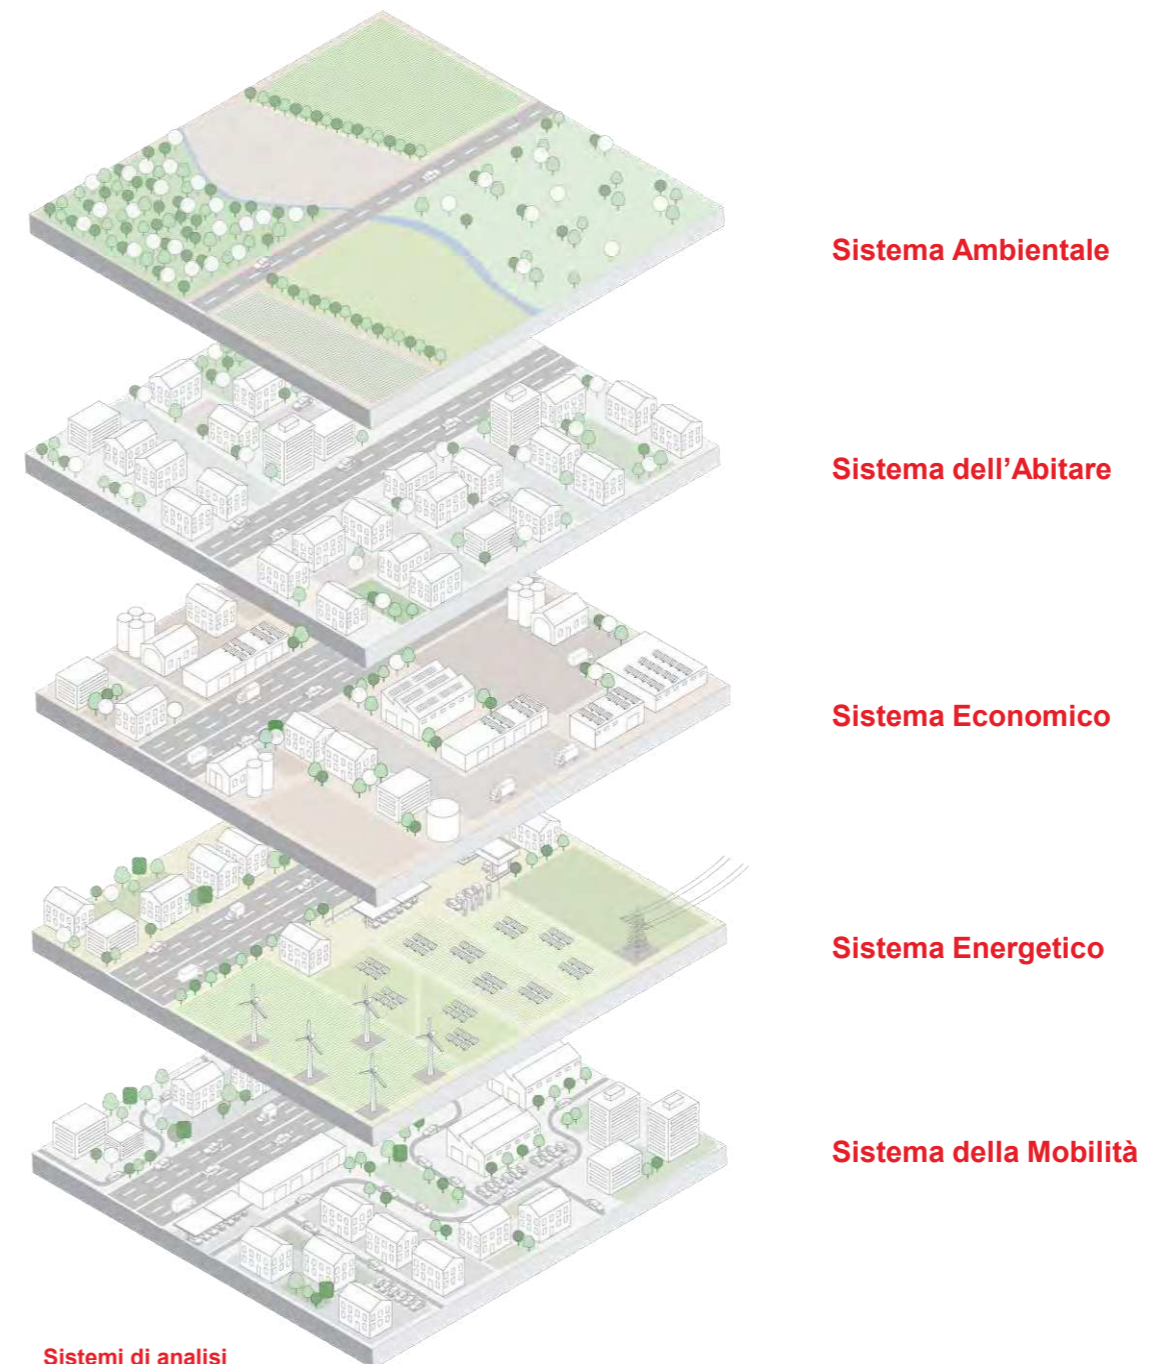 Sistema Ambientale
Sistema dell’Abitare
Sistema Economico
Sistema Energetico
Sistema della Mobilità
Sistemi di analisi